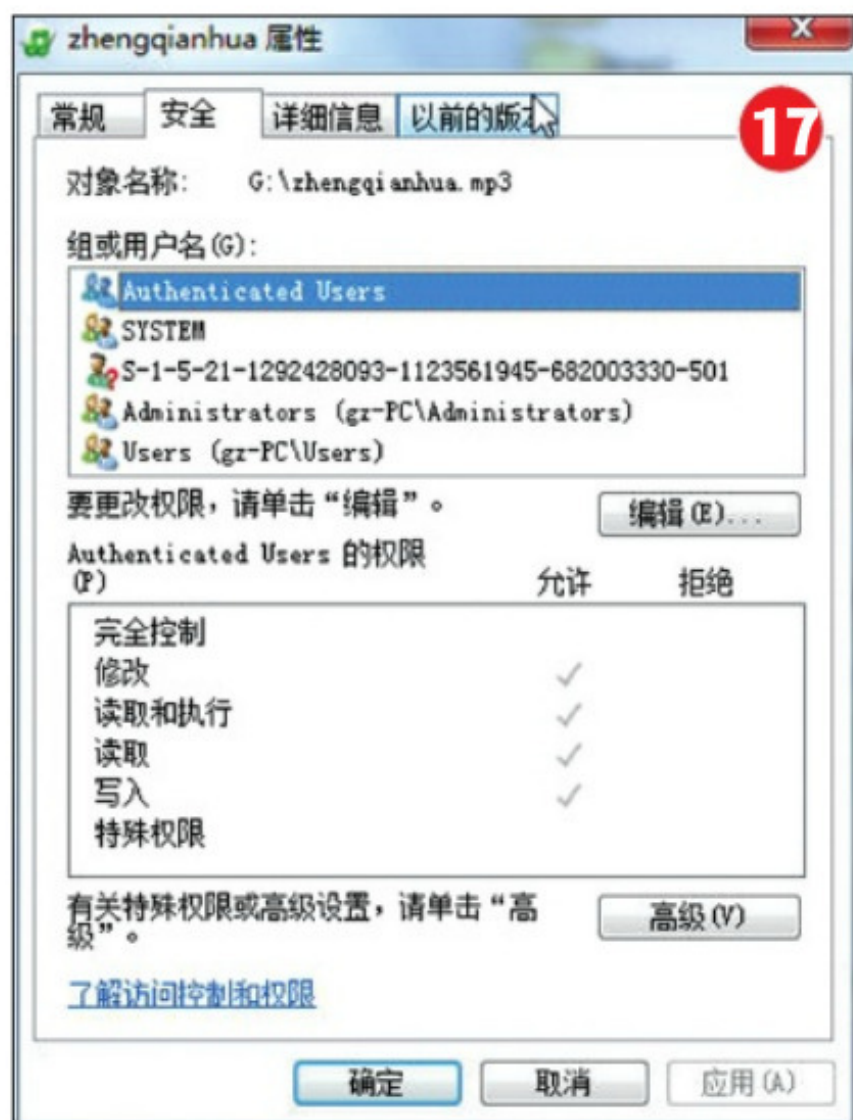 zhengqianhua 属性
常规 安全 详细信息 以前的版本
17
对象名称: G:\zhengqianhua.mp3
组或用户名(G):
Authenticated Users
SYSTEM
S-1-5-21-1292428093-1123561945-682003330-501
Administrators (gz-PC\Administrators)
Users (gz-PC\Users)
要更改权限，请单击“编辑”。 编辑(E)...
Authenticated Users 的权限
(P) 允许 拒绝
完全控制
修改
读取和执行
读取
写入
特殊权限
有关特殊权限或高级设置，请单击“高
级”。 高级(V)
了解访问控制和权限
确定 取消 应用(A)